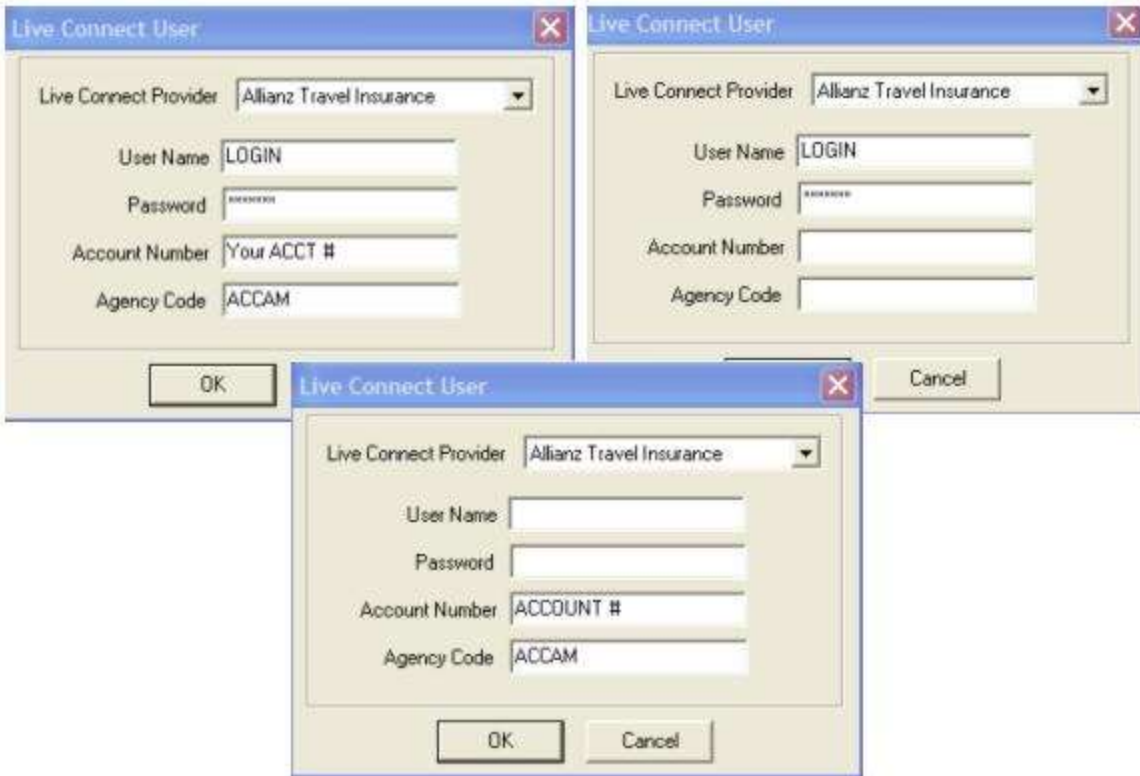 Live Connect User
Live Connect Provider Allianz Travel Insurance
User Name LOGIN
Password *******
Account Number Your ACCT #
Agency Code ACCAM
OK
Live Connect User
Live Connect Provider Allianz Travel Insurance
User Name LOGIN
Password *******
Account Number
Agency Code
Cancel
Live Connect User
Live Connect Provider Allianz Travel Insurance
User Name
Password
Account Number ACCOUNT #
Agency Code ACCAM
OK Cancel